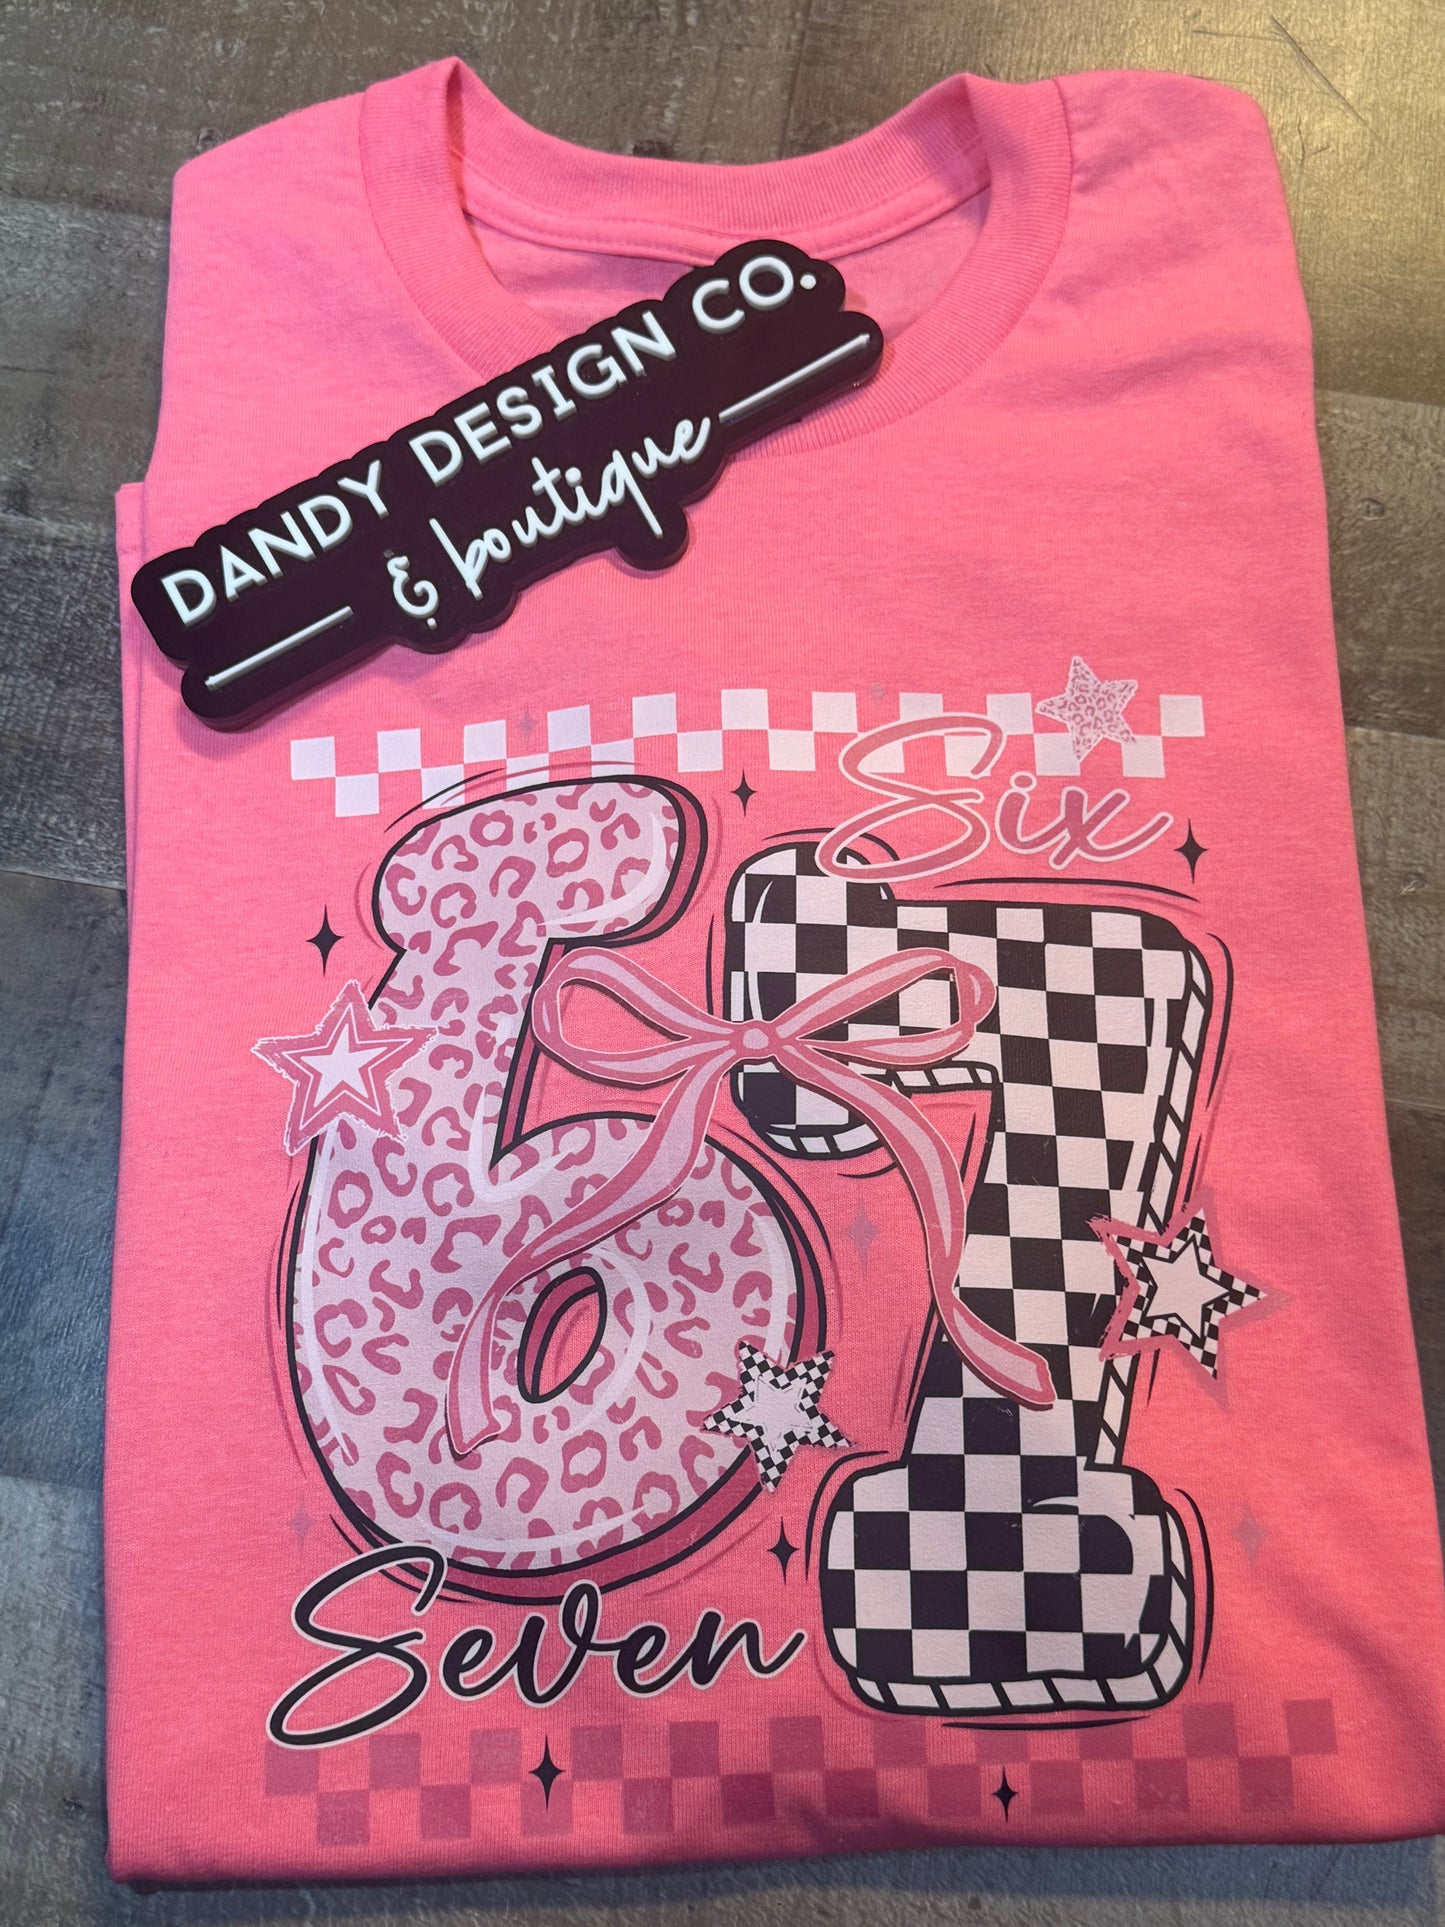 DANDY DESIGN CO.
& boutique
Six
67
Seven